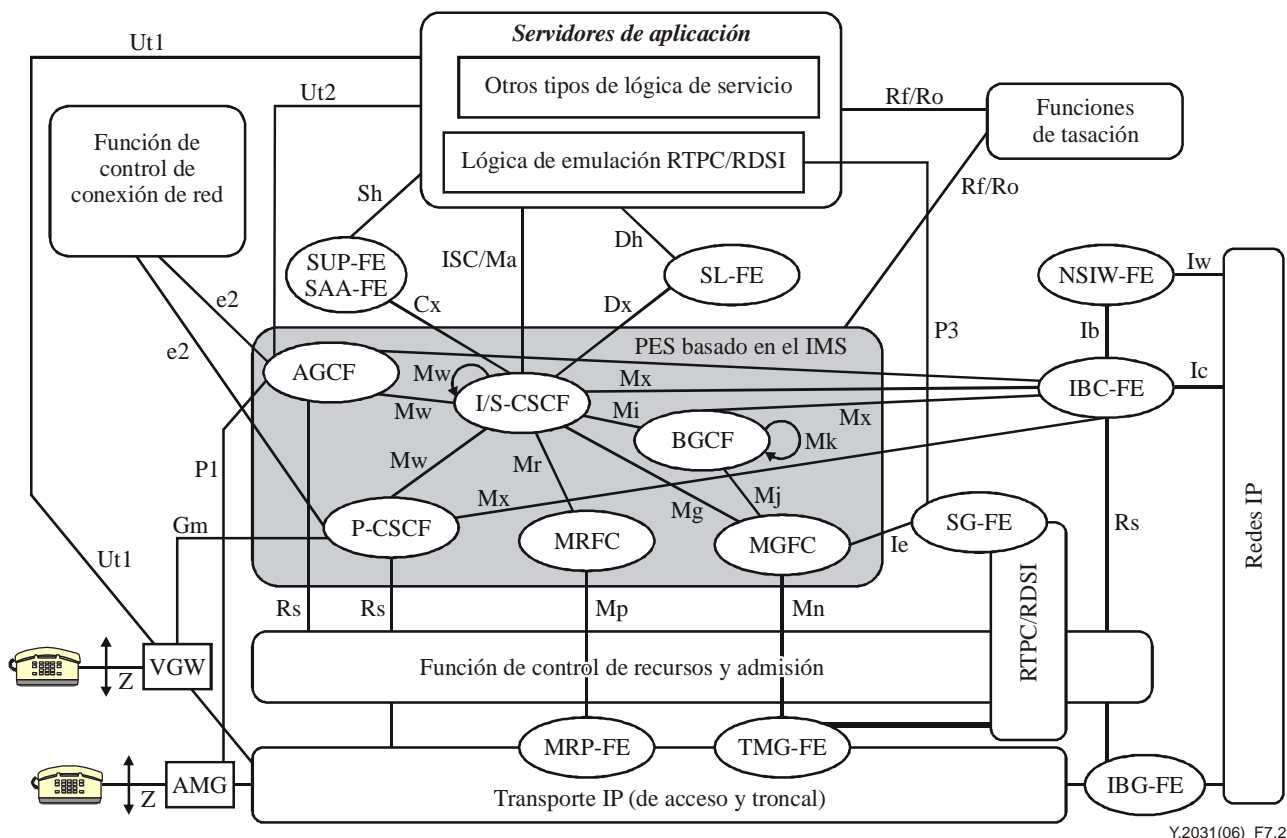 Ut1
Servidores de aplicación
Otros tipos de lógica de servicio
Ut2
Rf/Ro
Funciones
de tasación
Función de
control de
conexión de red
Lógica de emulación RTPC/RDSI
Sh
Rf/Ro
ISC/Ma
Dh
SUP-FE
SAA-FE
SL-FE
NSIW-FE
Iw
e2
Cx
Dx
P3
Ib
e2
PES basado en el IMS
AGCF
Mw
Mx
IBC-FE
Ic
I/S-CSCF
Mw
Mi
Mx
BGCF
Mk
P1
Mw
Mr
Mx
Mj
Mg
Gm
P-CSCF
MRFC
MGFC
Ie
SG-FE
Rs
Redes IP
Ut1
Rs
Rs
Mp
Mn
RTPC/RDSI
VGW
Z
Función de control de recursos y admisión
MRP-FE
TMG-FE
AMG
Z
Transporte IP (de acceso y troncal)
IBG-FE
Y.2031(06)_F7.2